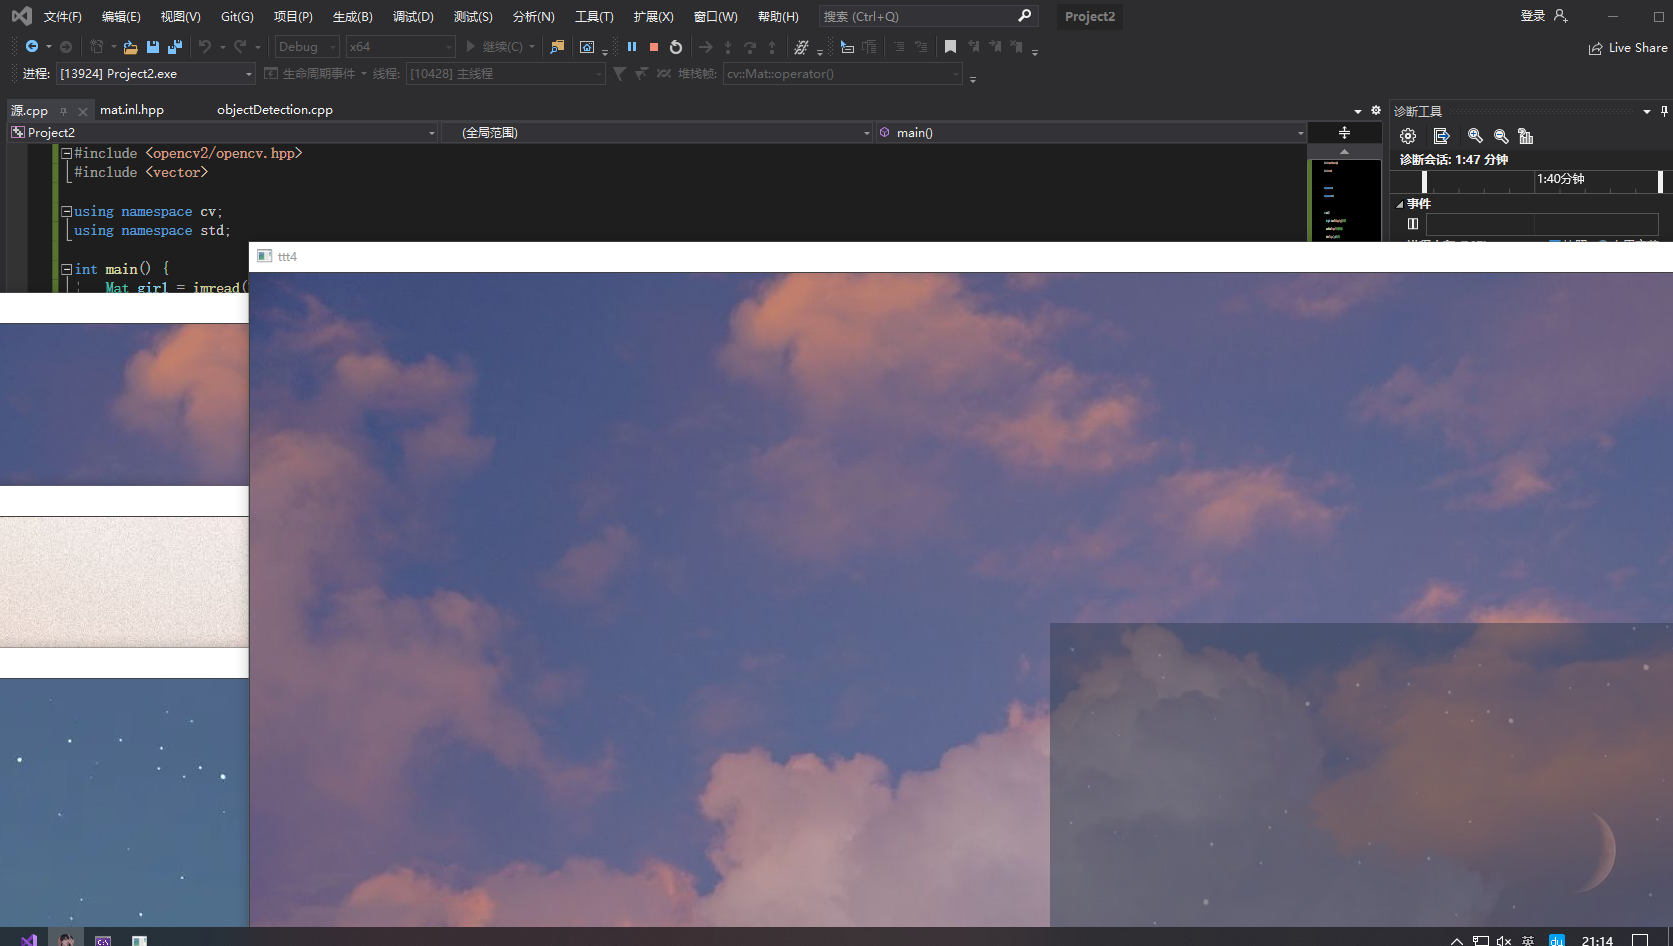 文件(F) 编辑(E) 视图(V) Git(G) 项目(P) 生成(B) 调试(D) 测试(S) 分析(N) 工具(T) 扩展(X) 窗口(W) 帮助(H) 搜索 (Ctrl+Q) Project2 登录
Debug x64 继续(C) Live Share
进程: [13924] Project2.exe 生命周期事件 线程: [10428] 主线程 堆栈帧: cv::Mat::operator()
源.cpp mat.inl.hpp objectDetection.cpp 诊断工具
Project2 (全局范围) main()
#include <opencv2/opencv.hpp>
#include <vector>
using namespace cv;
using namespace std;
int main() {
Mat girl = imread(
诊断会话: 1:47 分钟
1:40分钟
事件
ttt4
英 du 21:14